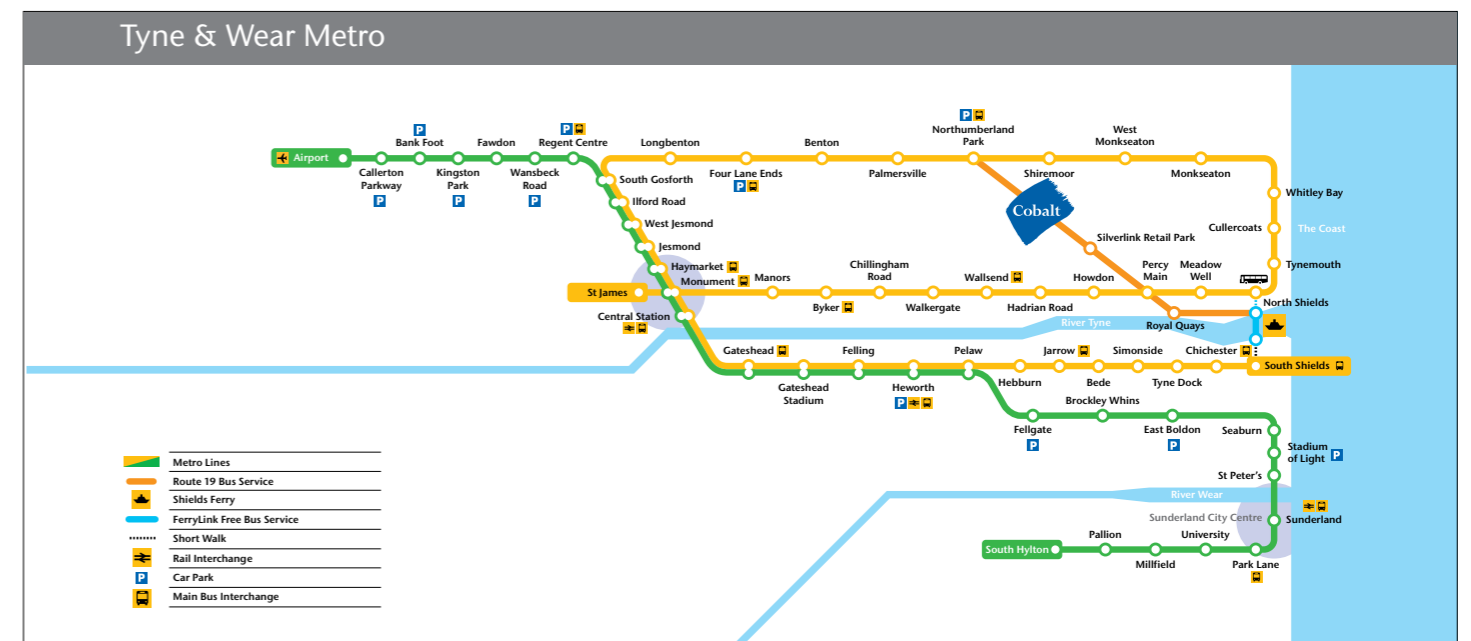 Tyne & Wear Metro
P
P
P
Bank Foot
Fawdon
Regent Centre
Longbenton
Benton
Northumberland
Park
West
Monkseaton
Airport
Callerton
Parkway
P
Kingston
Park
P
Wansbeck
Road
P
South Gosforth
Four Lane Ends
P
Palmersville
Shiremoor
Monkseaton
Ilford Road
Whitley Bay
West Jesmond
Cobalt
Cullercoats
The Coast
Jesmond
Silverlink Retail Park
Haymarket
Monument
Manors
Chillingham
Road
Wallsend
Howdon
Percy
Main
Meadow
Well
Tynemouth
St James
Byker
Walkergate
Hadrian Road
North Shields
Central Station
River Tyne
Royal Quays
Gateshead
Felling
Pelaw
Jarrow
Simonside
Chichester
South Shields
Gateshead
Stadium
Heworth
P
Hebburn
Bede
Tyne Dock
Brockley Whins
Fellgate
P
East Boldon
P
Seaburn
Stadium
of Light
P
St Peter's
River Wear
Sunderland City Centre
Sunderland
South Hylton
Pallion
University
Millfield
Park Lane
Metro Lines
Route 19 Bus Service
Shields Ferry
FerryLink Free Bus Service
Short Walk
Rail Interchange
P
Car Park
Main Bus Interchange